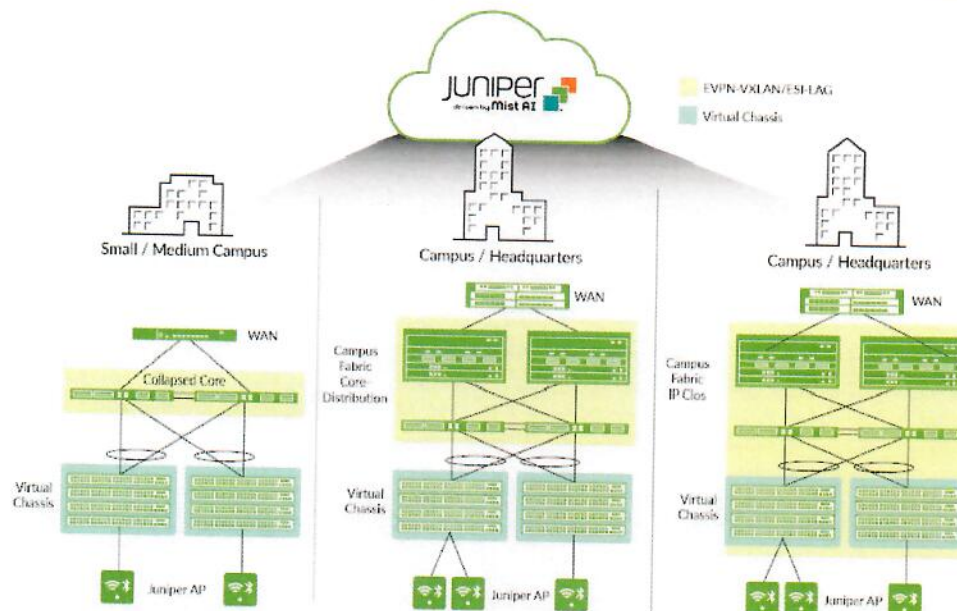 JUNIPER
driven by Mist AI
EVPN-VXLAN/ESI-LAG
Virtual Chassis
Small / Medium Campus
WAN
Collapsed Core
Virtual
Chassis
Juniper AP
Campus / Headquarters
WAN
Campus
Fabric
Core-
Distribution
Virtual
Chassis
Juniper AP
Campus / Headquarters
WAN
Campus
Fabric
IP Clos
Virtual
Chassis
Juniper AP